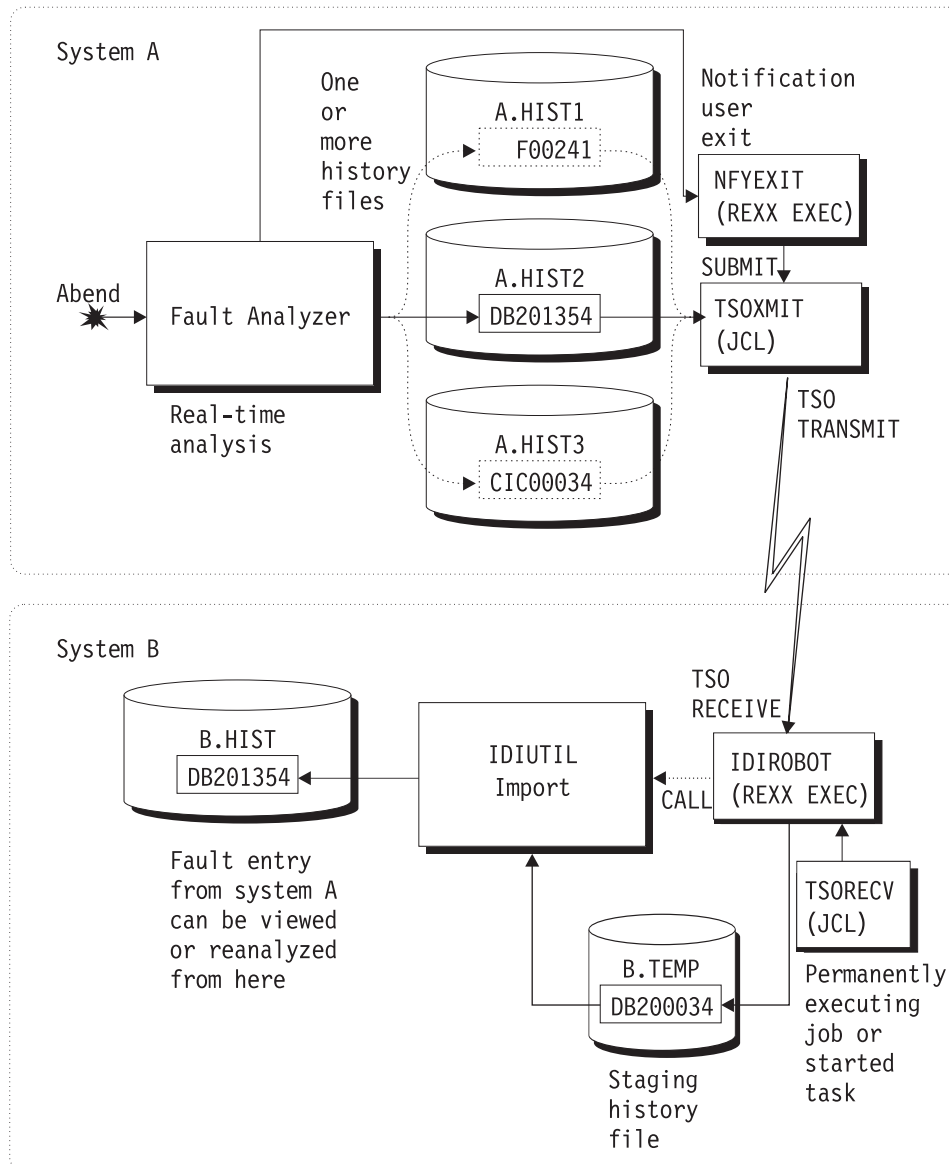 System A
One
or
more
history
files
A.HIST1
F00241
Notification
user
exit
NFYEXIT
(REXX EXEC)
SUBMIT
Abend
Fault Analyzer
A.HIST2
DB201354
TSOXMIT
(JCL)
Real-time
analysis
A.HIST3
CIC00034
TSO
TRANSMIT
System B
TSO
RECEIVE
B.HIST
DB201354
IDIUTIL
Import
CALL
IDIROBOT
(REXX EXEC)
Fault entry
from system A
can be viewed
or reanalyzed
from here
TSORECV
(JCL)
B.TEMP
DB200034
Permanently
executing
job or
started
task
Staging
history
file